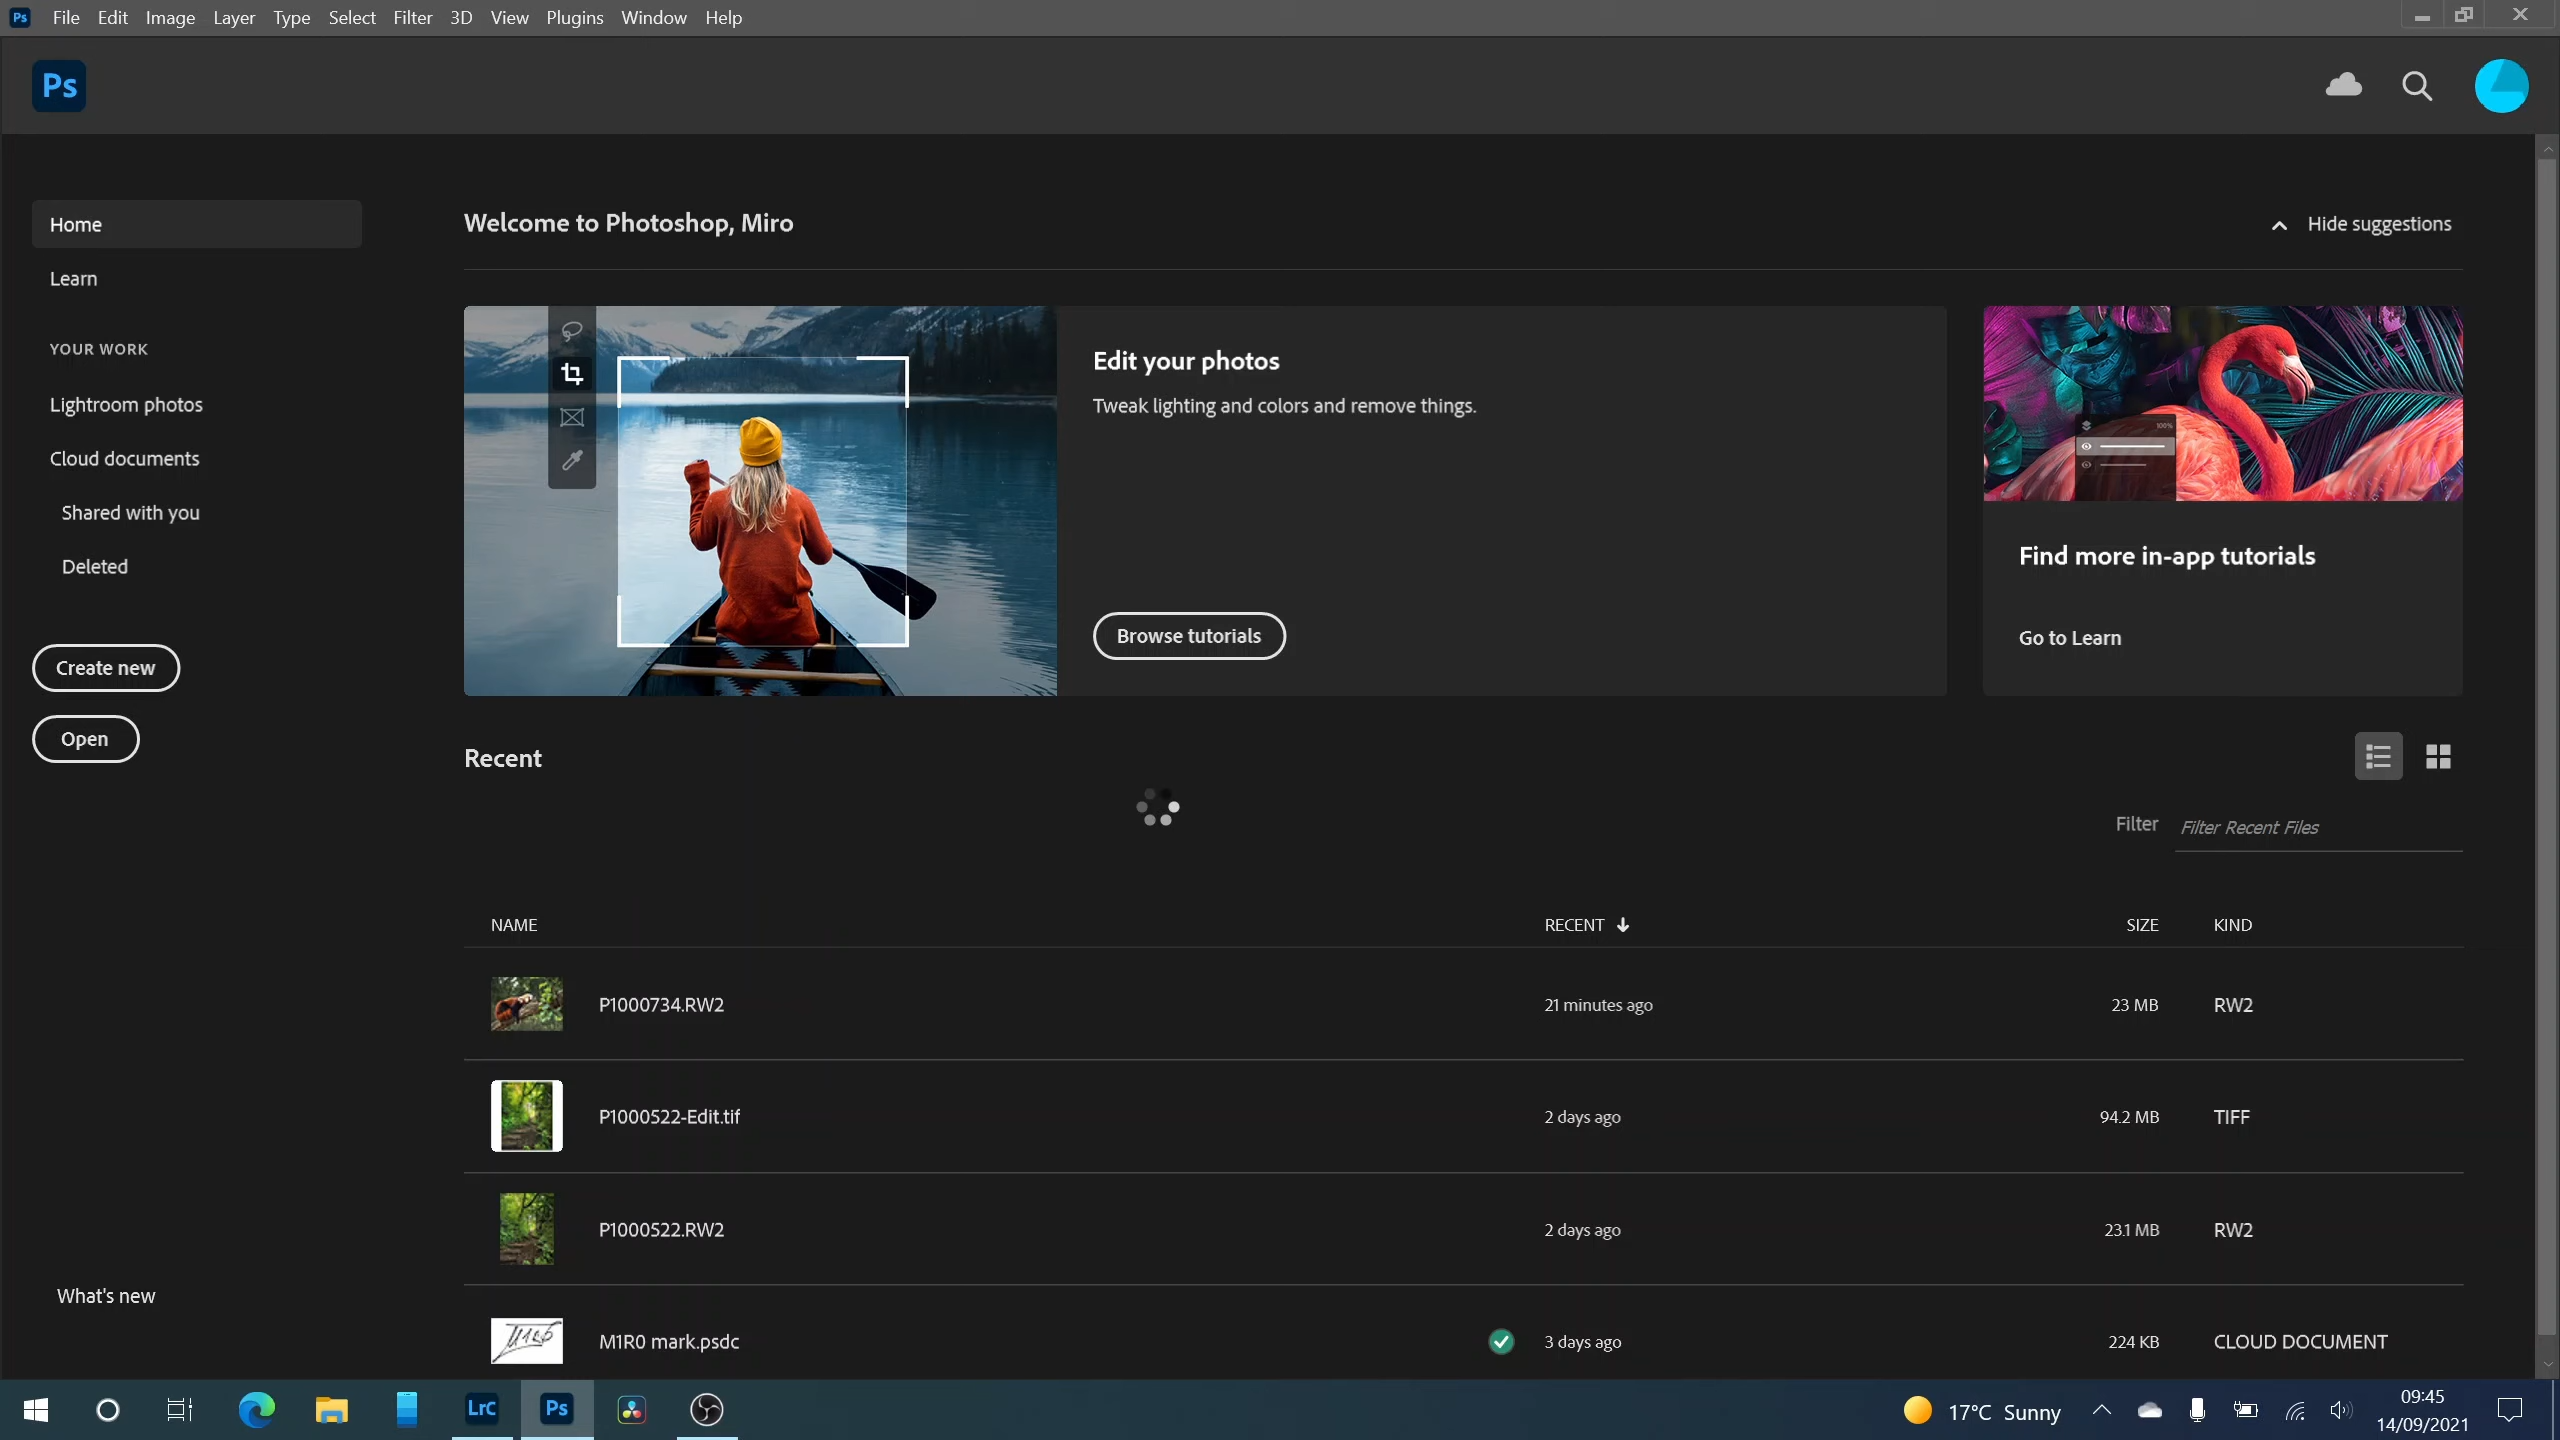 Ps File Edit Image Layer Type Select Filter 3D View Plugins Window Help
Ps
Home
Learn
YOUR WORK
Lightroom photos
Cloud documents
Shared with you
Deleted
Create new
Open
What's new
Welcome to Photoshop, Miro
Hide suggestions
Edit your photos
Tweak lighting and colors and remove things.
Browse tutorials
100%
Find more in-app tutorials
Go to Learn
Recent
Filter Filter Recent Files
NAME RECENT SIZE KIND
P1000734.RW2 21 minutes ago 23 MB RW2
P1000522-Edit.tif 2 days ago 94.2 MB TIFF
P1000522.RW2 2 days ago 23.1 MB RW2
M1R0 mark.psdc 3 days ago 224 KB CLOUD DOCUMENT
LrC Ps 17°C Sunny 09:45
14/09/2021